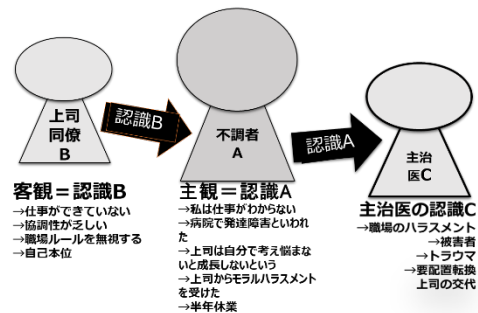 上司
同僚
B
認識B
不調者
A
認識A
主治
医C
客観＝認識B
→仕事ができていない
→協調性が乏しい
→職場ルールを無視する
→自己本位
主観＝認識A
→私は仕事がわからない
→病院で発達障害といわれ
た
→上司は自分で考え悩まな
いと成長しないという
→上司からモラルハラスメント
を受けた
→半年休業
主治医の認識C
→職場のハラスメント
→被害者
→トラウマ
→要配置転換
上司の交代